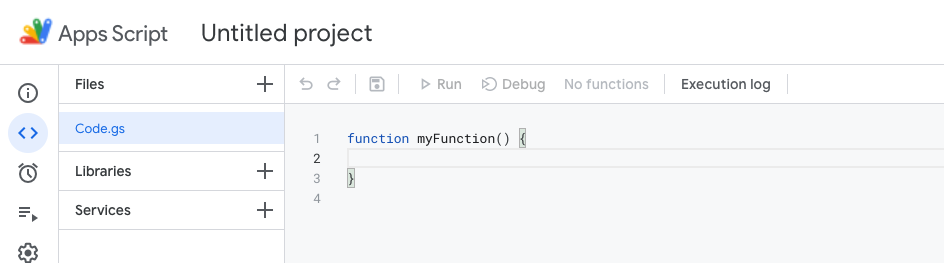 Apps Script Untitled project
Files
Run Debug No functions Execution log
Code.gs
1 function myFunction() {
2
3 }
4
Libraries
Services